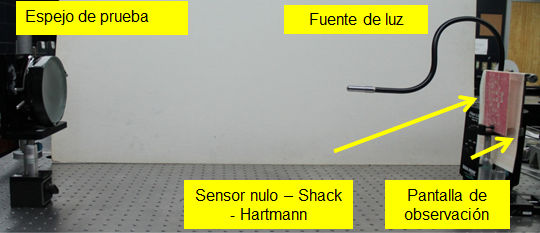 Espejo de prueba
Fuente de luz
Sensor nulo – Shack
- Hartmann
Pantalla de
observación